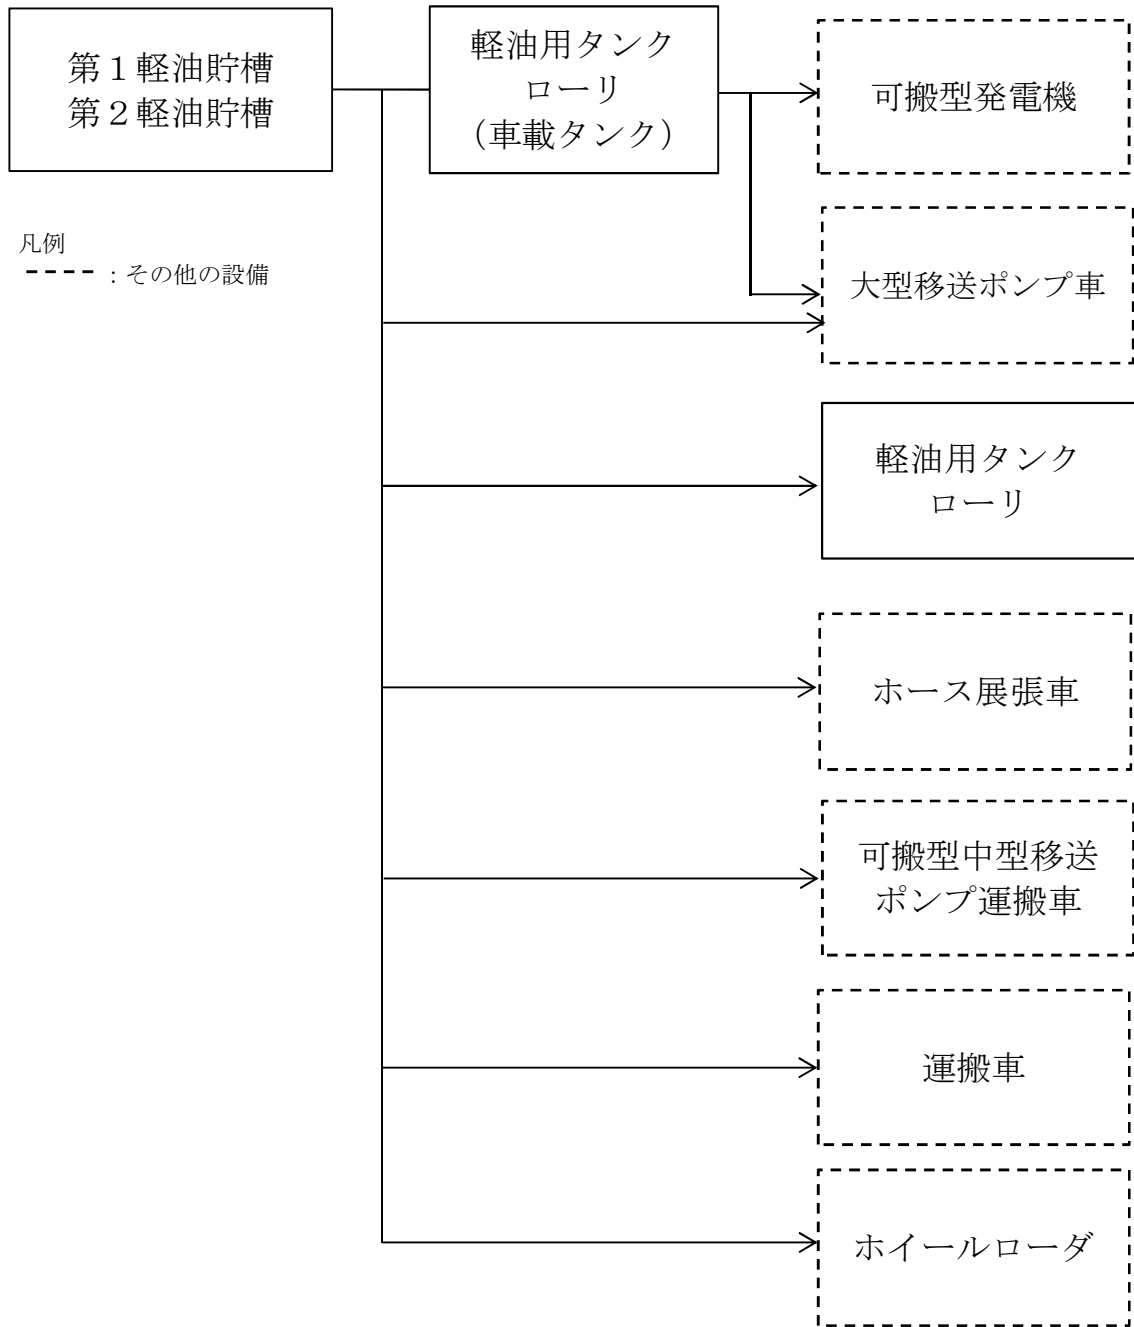 第１軽油貯槽
第２軽油貯槽
軽油用タンク
ローリ
（車載タンク）
可搬型発電機
凡例
：その他の設備
大型移送ポンプ車
軽油用タンク
ローリ
ホース展張車
可搬型中型移送
ポンプ運搬車
運搬車
ホイールローダ